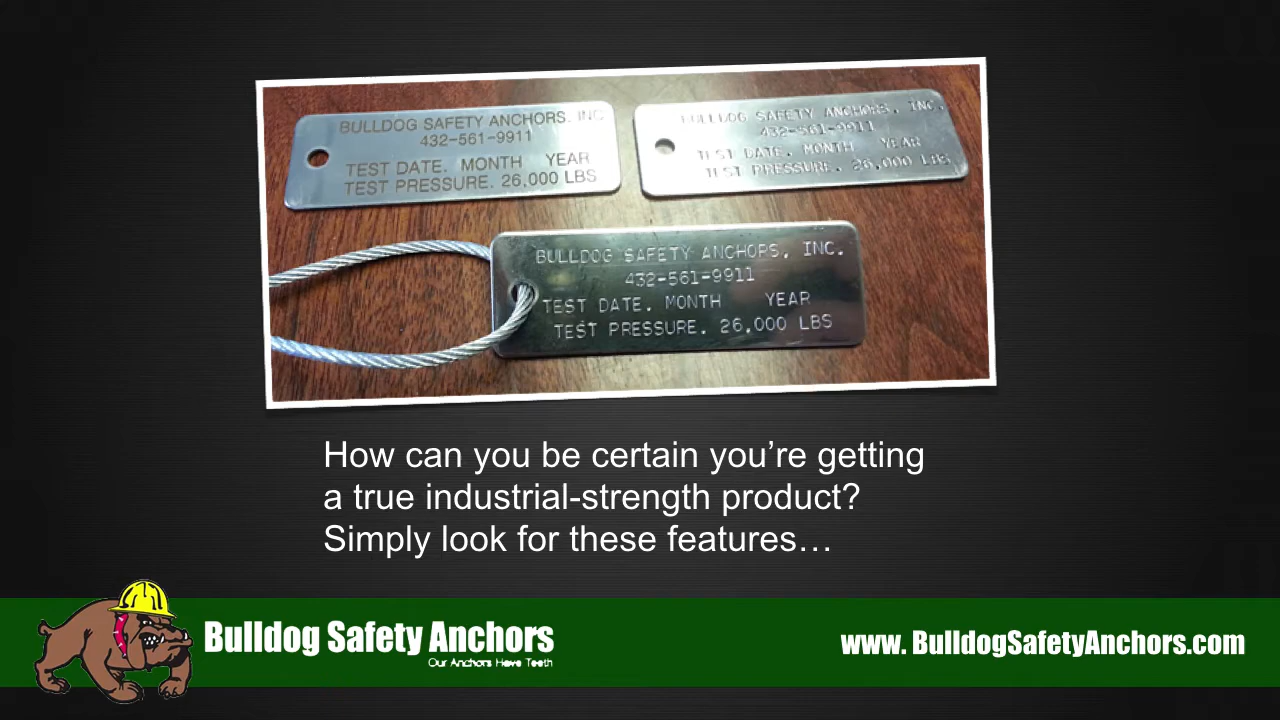 BULLDOG SAFETY ANCHORS, INC
432-561-9911
TEST DATE. MONTH YEAR
TEST PRESSURE. 26,000 LBS
BULLDOG SAFETY ANCHORS, INC.
432-561-9911
TEST DATE. MONTH YEAR
TEST PRESSURE. 26,000 LBS
BULLDOG SAFETY ANCHORS, INC.
432-561-9911
TEST DATE. MONTH YEAR
TEST PRESSURE. 26,000 LBS
How can you be certain you’re getting
a true industrial-strength product?
Simply look for these features…
Bulldog Safety Anchors
Our Anchors Have Teeth
www. BulldogSafetyAnchors.com